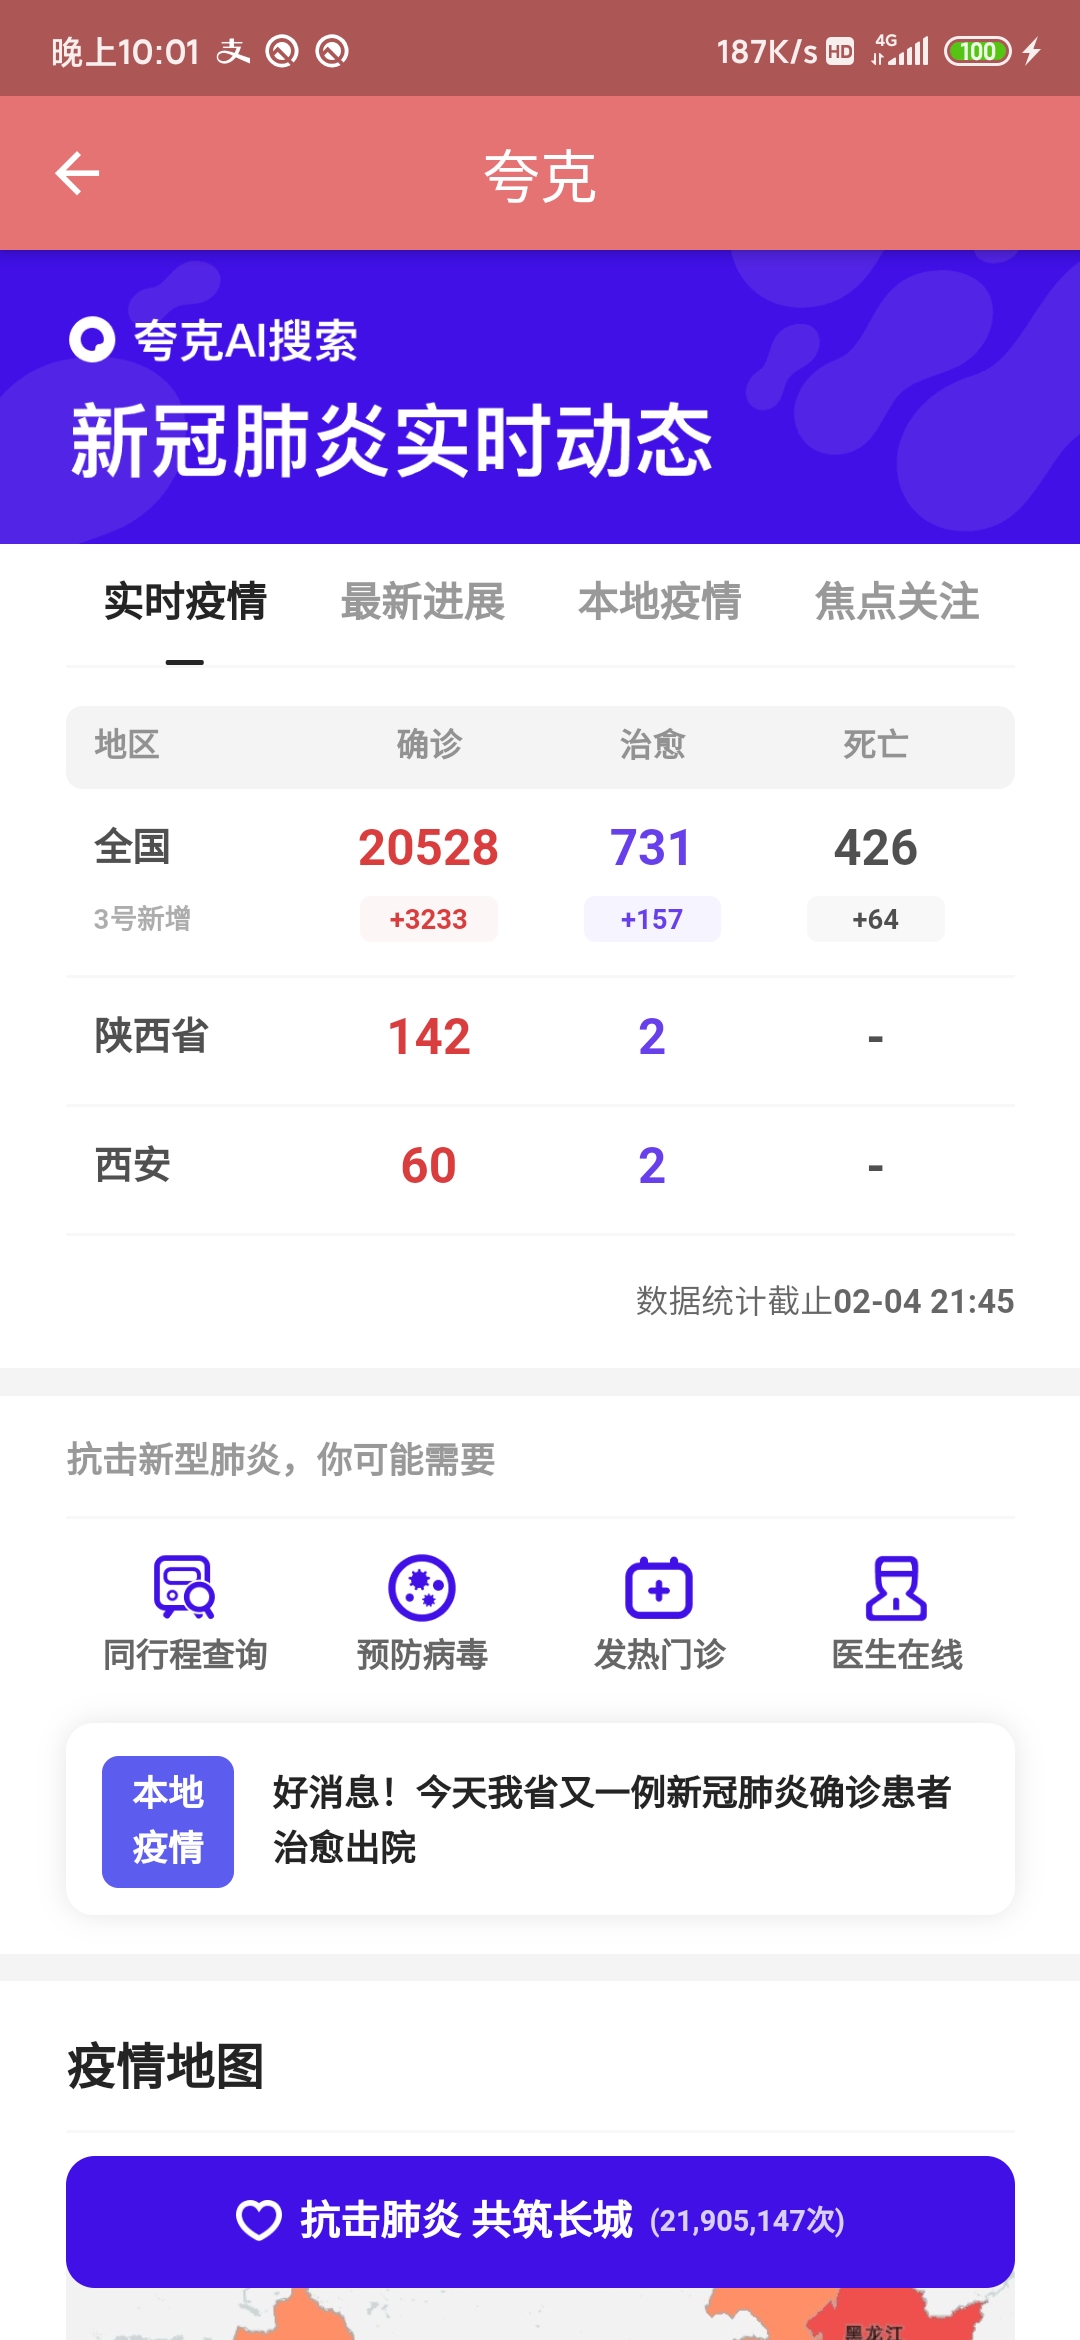 晚上10:01
187K/s HD 4G 100
夸克
夸克AI搜索
新冠肺炎实时动态
实时疫情 最新进展 本地疫情 焦点关注
地区 确诊 治愈 死亡
全国 20528 731 426
3号新增 +3233 +157 +64
陕西省 142 2 -
西安 60 2 -
数据统计截止02-04 21:45
抗击新型肺炎，你可能需要
同行程查询 预防病毒 发热门诊 医生在线
本地
疫情
好消息！今天我省又一例新冠肺炎确诊患者
治愈出院
疫情地图
抗击肺炎 共筑长城 (21,905,147次)
黑龙江